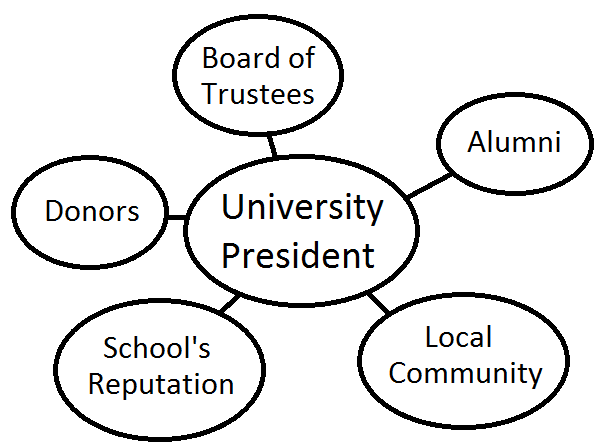 Board of
Trustees
Alumni
Donors
University
President
School's
Reputation
Local
Community